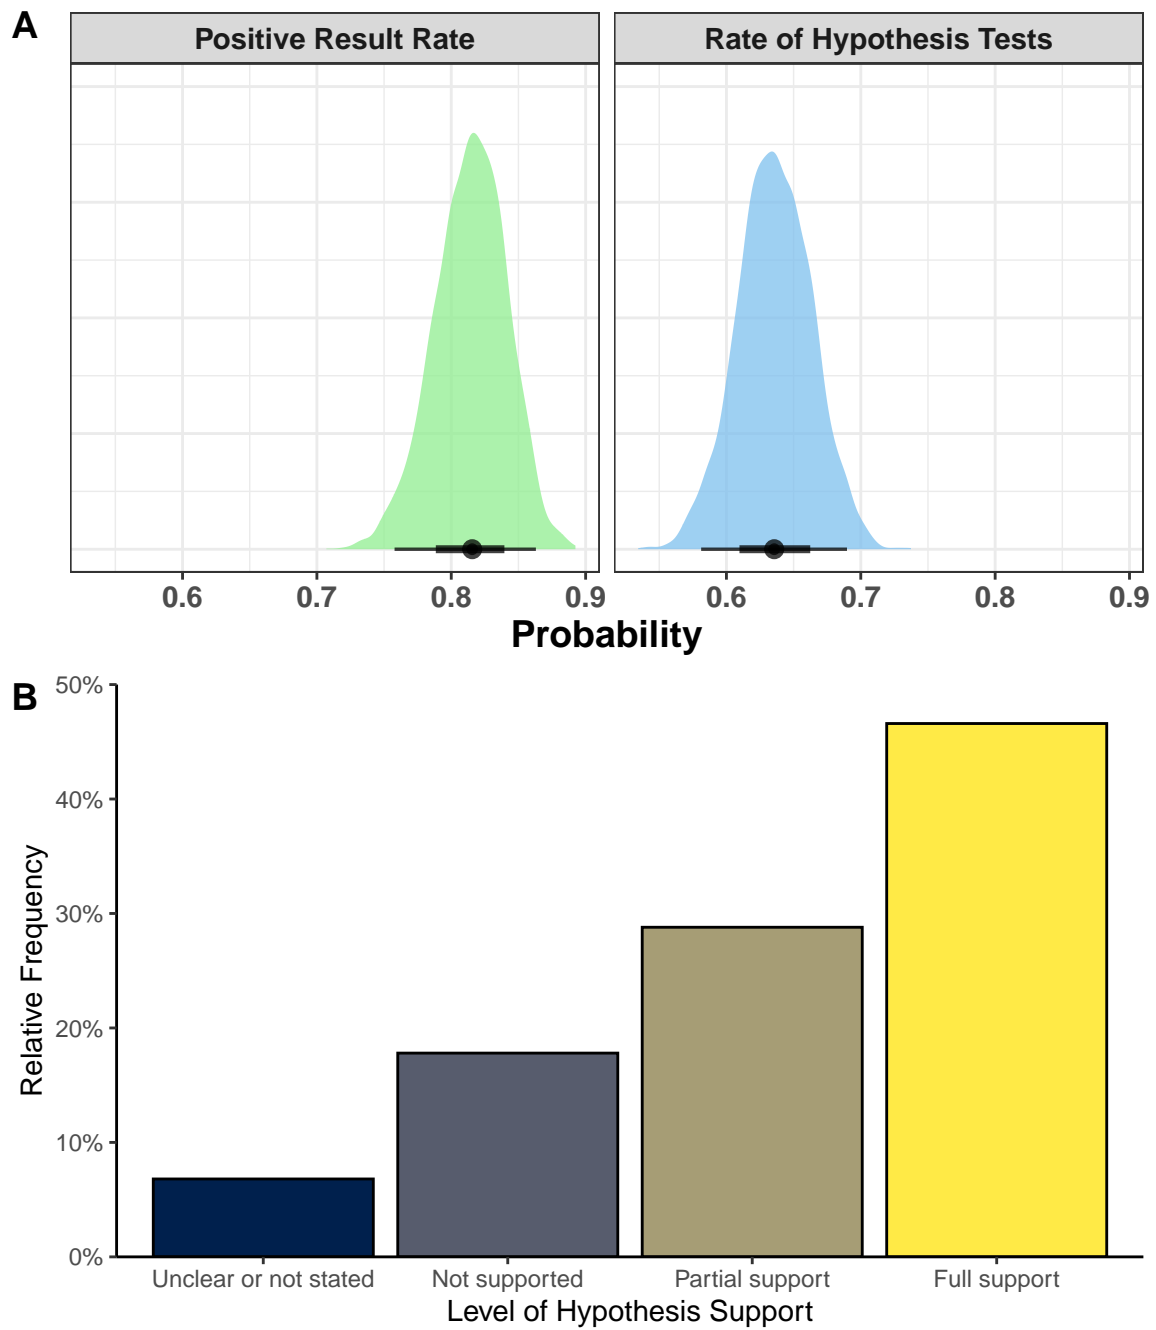 A
Positive Result Rate
Rate of Hypothesis Tests
0.6 0.7 0.8 0.9
0.6 0.7 0.8 0.9
Probability
B
50%
40%
30%
20%
10%
0%
Relative Frequency
Unclear or not stated
Not supported
Partial support
Full support
Level of Hypothesis Support